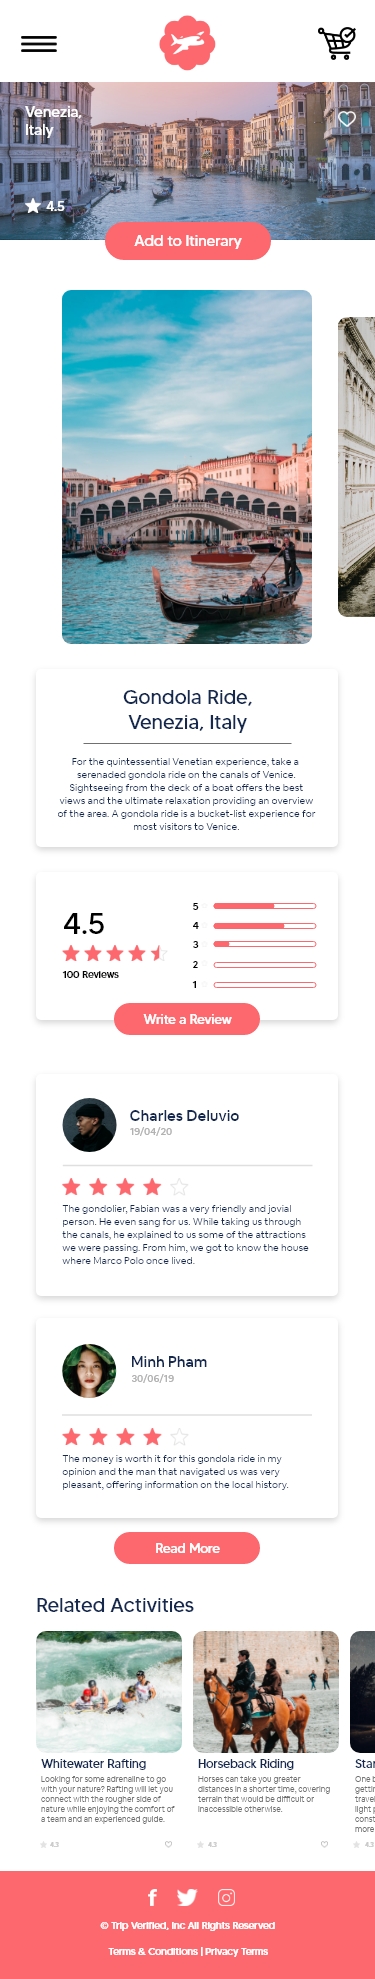 Venezia,
Italy
4.5
Add to Itinerary
Gondola Ride,
Venezia, Italy
For the quintessential Venetian experience, take a
serenaded gondola ride on the canals of Venice.
Sightseeing from the deck of a boat offers the best
views and the ultimate relaxation providing an overview
of the area. A gondola ride is a bucket-list experience for
most visitors to Venice.
4.5
100 Reviews
5
4
3
2
1
Write a Review
Charles Deluvio
19/04/20
The gondolier, Fabian was a very friendly and jovial
person. He even sang for us. While taking us through
the canals, he explained to us some of the attractions
we were passing. From him, we got to know the house
where Marco Polo once lived.
Minh Pham
30/06/19
The money is worth it for this gondola ride in my
opinion and the man that navigated us was very
pleasant, offering information on the local history.
Read More
Related Activities
Whitewater Rafting
Looking for some adrenaline to go
with your nature? Rafting will let you
connect with the rougher side of
nature while enjoying the comfort of
a team and an experienced guide.
4.3
Horseback Riding
Horses can take you greater
distances in a shorter time, covering
terrain that would be difficult or
inaccessible otherwise.
4.3
Star
One b
gettin
travel
light p
const
more
4.3
© Trip Verified, Inc All Rights Reserved
Terms & Conditions | Privacy Terms